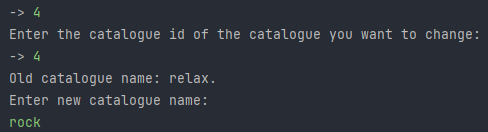 -> 4
Enter the catalogue id of the catalogue you want to change:
-> 4
Old catalogue name: relax.
Enter new catalogue name:
rock